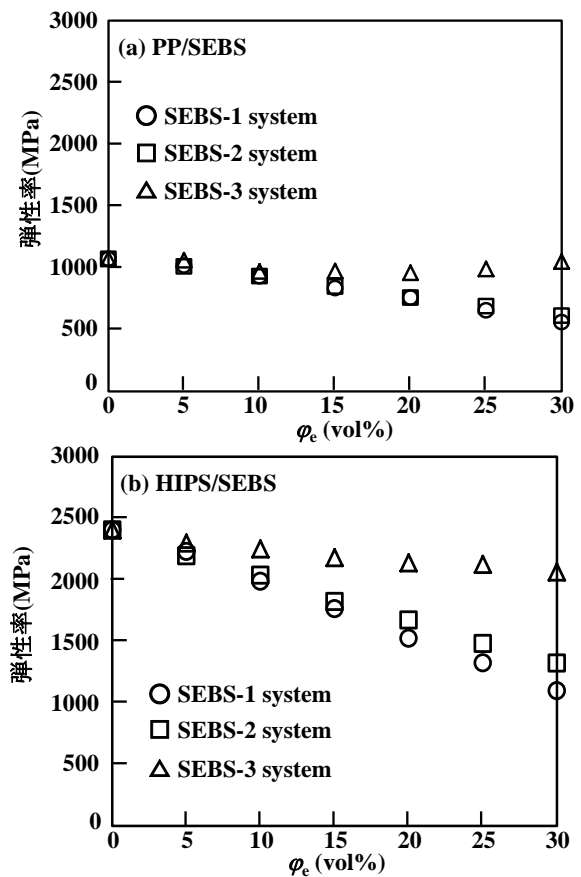 3000
(a) PP/SEBS
2500
SEBS-1 system
2000
SEBS-2 system
1500
SEBS-3 system
1000
500
0
弹性率(MPa)
0 5 10 15 20 25 30
φe (vol%)
3000
(b) HIPS/SEBS
2500
2000
1500
1000
SEBS-1 system
SEBS-2 system
500
SEBS-3 system
0
弹性率(MPa)
0 5 10 15 20 25 30
φe (vol%)